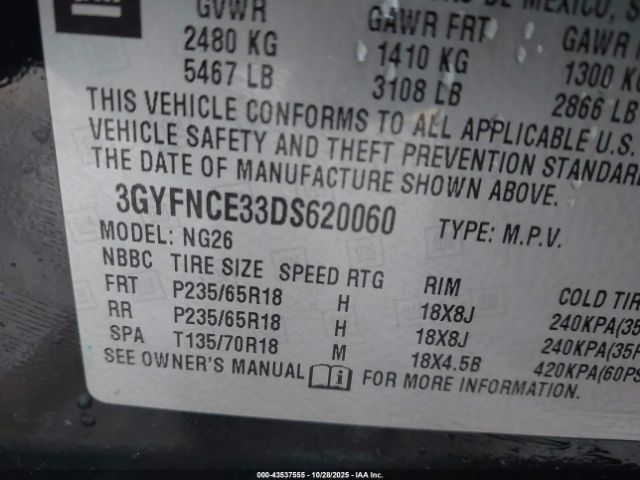 DE MEXICO, S
GVWR GAWR FRT GAWR
2480 KG 1410 KG 1300 KG
5467 LB 3108 LB 2866 LB
THIS VEHICLE CONFORMS TO ALL APPLICABLE U.S.
VEHICLE SAFETY AND THEFT PREVENTION STANDAR
THE DATE OF MANUFACTURE SHOWN ABOVE.
3GYFNCE33DS620060 TYPE: M.P.V.
MODEL: NG26
NBBC TIRE SIZE SPEED RTG RIM COLD TIR
FRT P235/65R18 H 18X8J 240KPA(35
RR P235/65R18 H 18X8J 240KPA(35P
SPA T135/70R18 M 18X4.5B 420KPA(60PS
SEE OWNER'S MANUAL i FOR MORE INFORMATION.
000-43537555 - 10/28/2025 - © IAA, Inc.